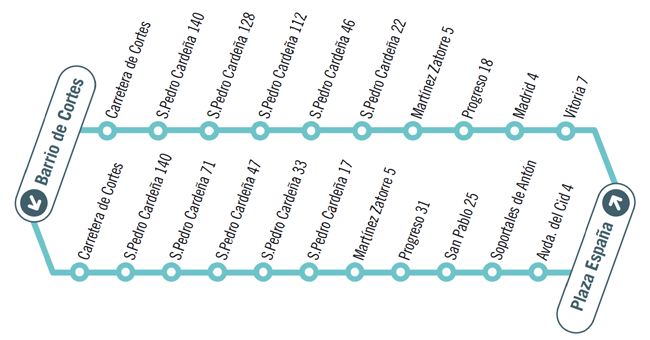 Barrio de Cortes
Carretera de Cortes
S.Pedro Cardeña 140
S.Pedro Cardeña 128
S.Pedro Cardeña 112
S.Pedro Cardeña 46
S.Pedro Cardeña 22
Martínez Zatorre 5
Progreso 18
Madrid 4
Vitoria 7
Carretera de Cortes
S.Pedro Cardeña 140
S.Pedro Cardeña 71
S.Pedro Cardeña 47
S.Pedro Cardeña 33
S.Pedro Cardeña 17
Martínez Zatorre 5
Progreso 31
San Pablo 25
Soportales de Antón
Avda. del Cid 4
Plaza España